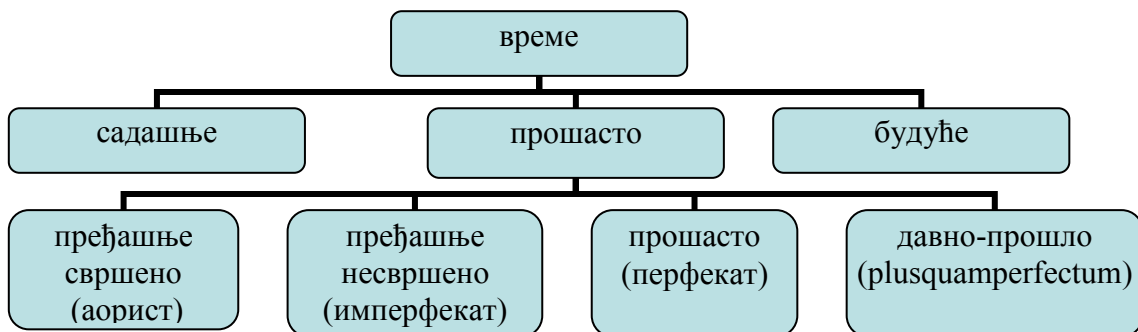 време
садашње
прошасто
будуће
пређашње
свршено
(аорист)
пређашње
несвршено
(имперфекат)
прошасто
(перфекат)
давно-прошло
(plusquamperfectum)